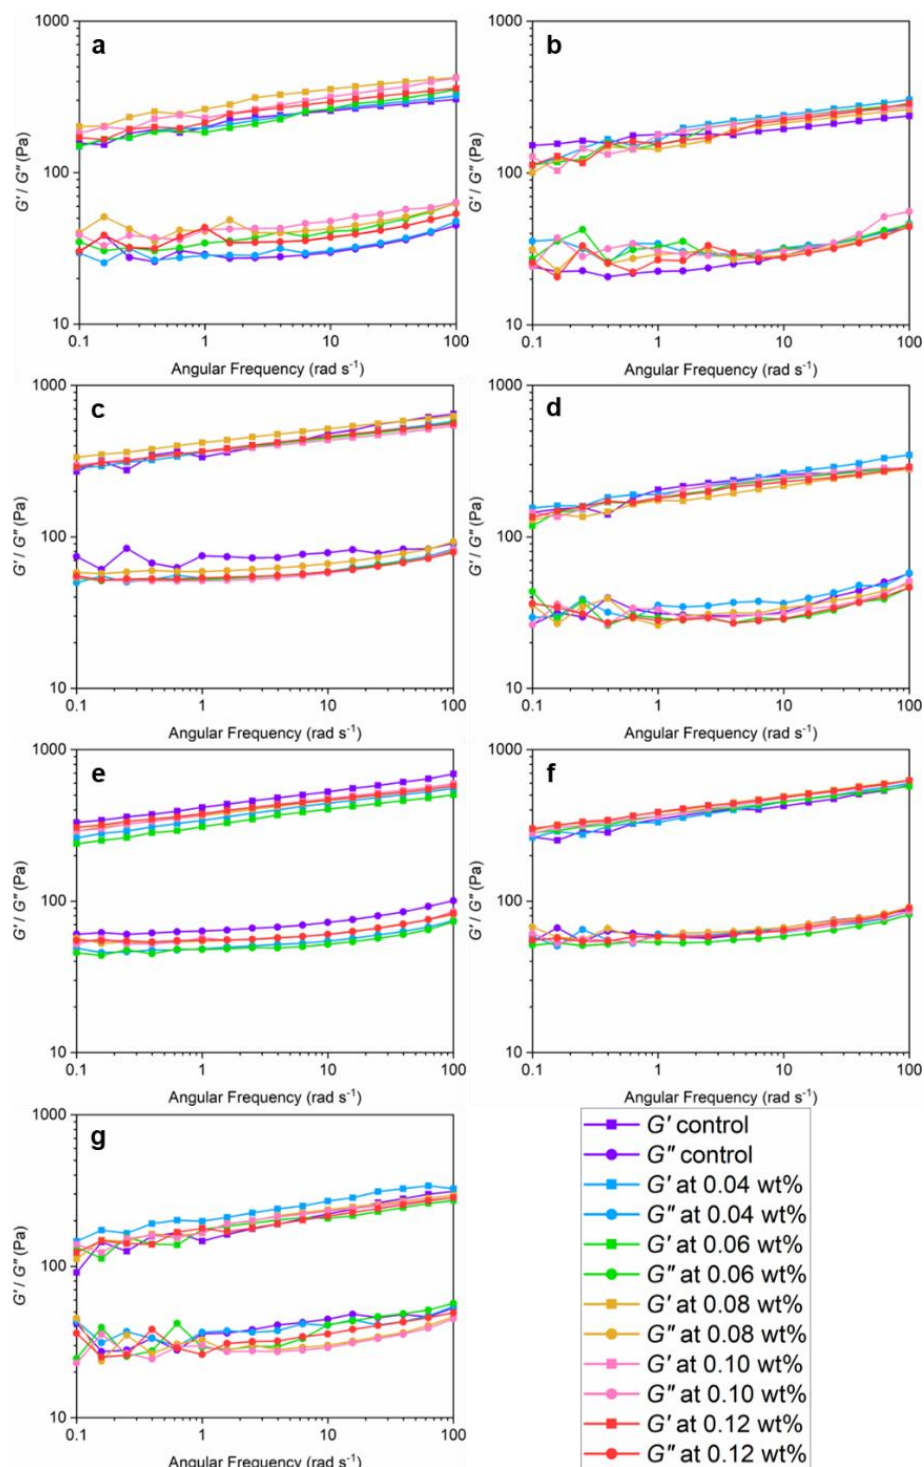 a
1000
100
10
G′ / G″ (Pa)
0.1 1 10 100
Angular Frequency (rad s⁻¹)
b
1000
100
10
G′ / G″ (Pa)
0.1 1 10 100
Angular Frequency (rad s⁻¹)
c
1000
100
10
G′ / G″ (Pa)
0.1 1 10 100
Angular Frequency (rad s⁻¹)
d
1000
100
10
G′ / G″ (Pa)
0.1 1 10 100
Angular Frequency (rad s⁻¹)
e
1000
100
10
G′ / G″ (Pa)
0.1 1 10 100
Angular Frequency (rad s⁻¹)
f
1000
100
10
G′ / G″ (Pa)
0.1 1 10 100
Angular Frequency (rad s⁻¹)
g
1000
100
10
G′ / G″ (Pa)
0.1 1 10 100
Angular Frequency (rad s⁻¹)
G′ control
G″ control
G′ at 0.04 wt%
G″ at 0.04 wt%
G′ at 0.06 wt%
G″ at 0.06 wt%
G′ at 0.08 wt%
G″ at 0.08 wt%
G′ at 0.10 wt%
G″ at 0.10 wt%
G′ at 0.12 wt%
G″ at 0.12 wt%